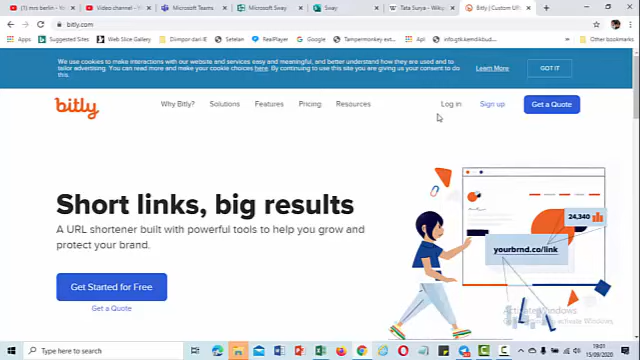 mrs berlin -
Video channel -
Microsoft Teams
Microsoft Sway
Sway
Tata Surya - Wiki
Bitly | Custom U
bitly.com
Apps
Suggested Sites
Web Slice Gallery
Diimpor dari IE
Setelan
RealPlayer
Google
Tampermonkey ext...
info.gtk.kemdikbud...
Other bookmarks
We use cookies to make interactions with our website and services easy and meaningful, and better understand how they are used and to
tailor advertising. You can read more and make your cookie choices here. By continuing to use this site you are giving your consent to do
this.
Learn More
GOT IT
bitly
Why Bitly?
Solutions
Features
Pricing
Resources
Log in
Sign up
Get a Quote
24,340
Short links, big results
A URL shortener built with powerful tools to help you grow and
protect your brand.
yourbrnd.co/link
Get Started for Free
Get a Quote
Activate Windows
Type here to search
19:01
15/09/2020